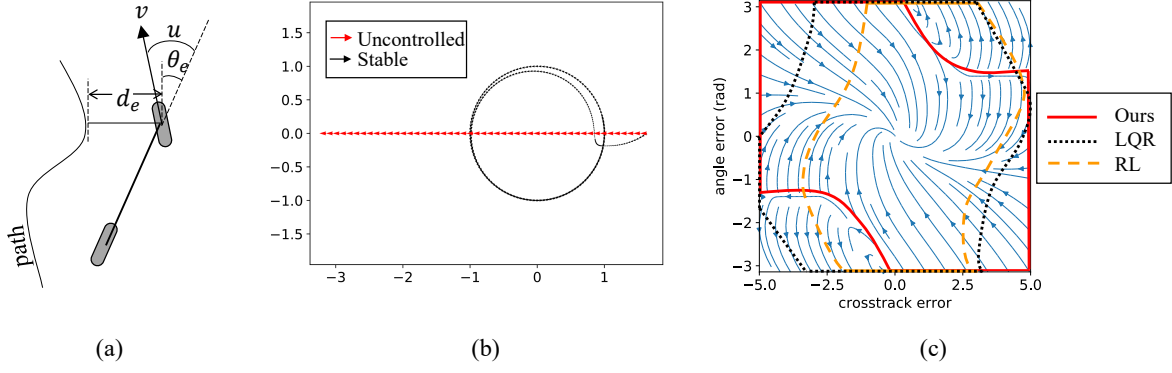 v
u
θe
de
path
(a)
1.5
1.0
0.5
0.0
−0.5
−1.0
−1.5
−3
−2
−1
0
1
Uncontrolled
Stable
(b)
angle error (rad)
3
2
1
0
−1
−2
−3
−5.0
−2.5
0.0
2.5
5.0
crosstrack error
Ours
LQR
RL
(c)